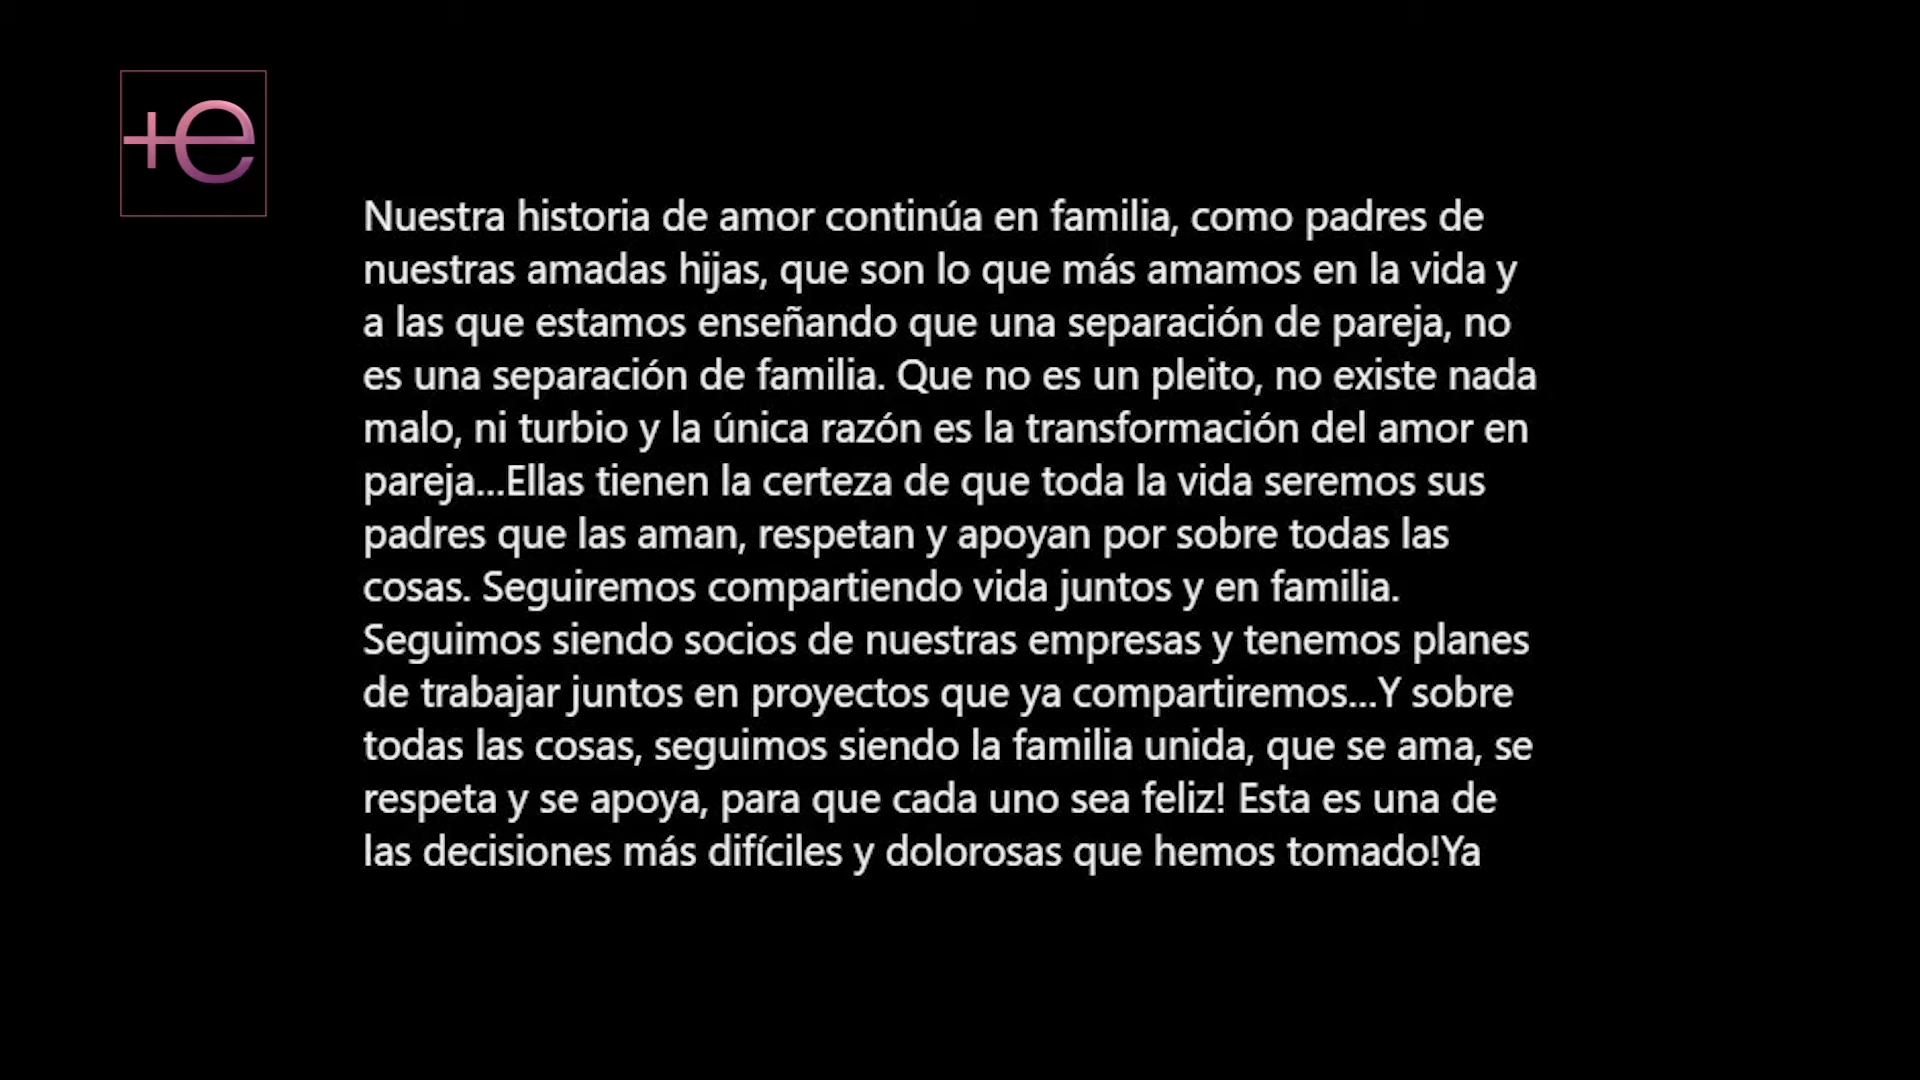 +e
Nuestra historia de amor continúa en familia, como padres de
nuestras amadas hijas, que son lo que más amamos en la vida y
a las que estamos enseñando que una separación de pareja, no
es una separación de familia. Que no es un pleito, no existe nada
malo, ni turbio y la única razón es la transformación del amor en
pareja...Ellas tienen la certeza de que toda la vida seremos sus
padres que las aman, respetan y apoyan por sobre todas las
cosas. Seguiremos compartiendo vida juntos y en familia.
Seguimos siendo socios de nuestras empresas y tenemos planes
de trabajar juntos en proyectos que ya compartiremos...Y sobre
todas las cosas, seguimos siendo la familia unida, que se ama, se
respeta y se apoya, para que cada uno sea feliz! Esta es una de
las decisiones más difíciles y dolorosas que hemos tomado!Ya